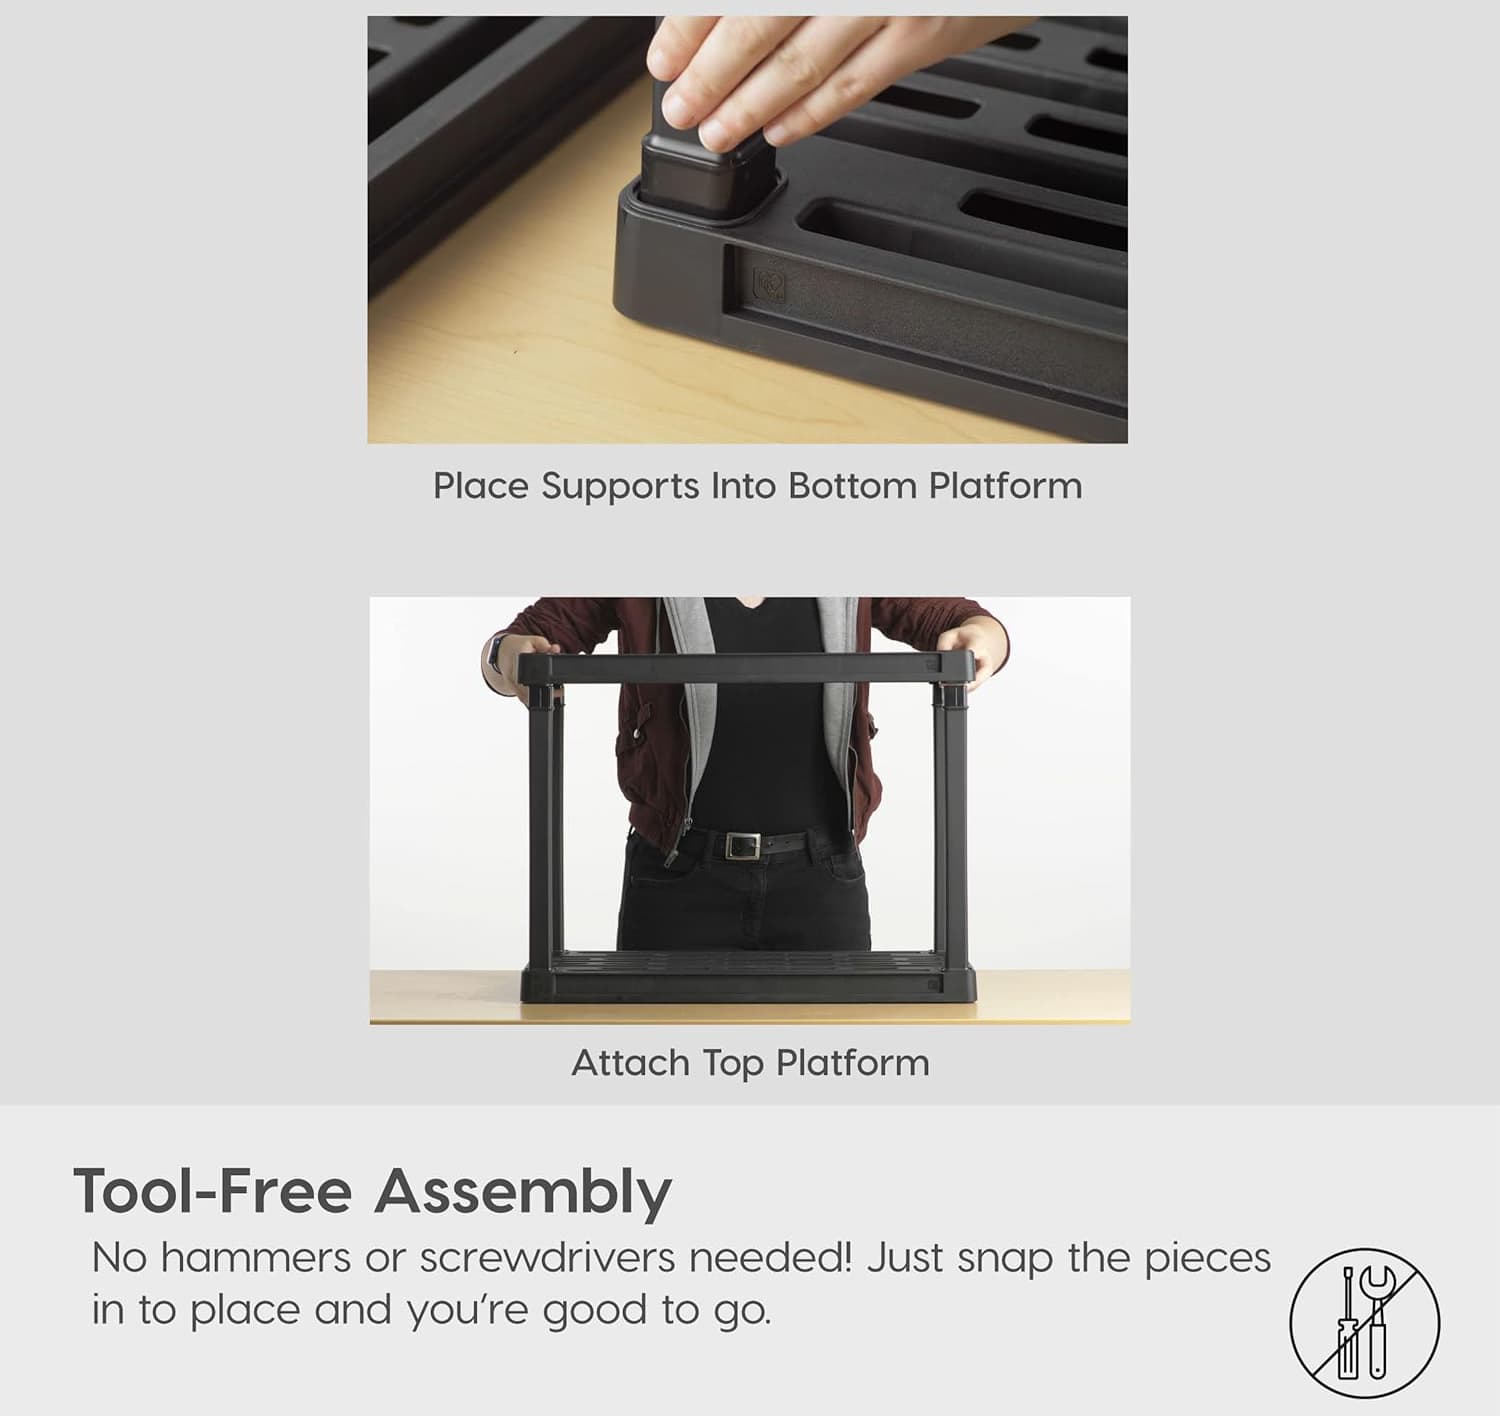 Place Supports Into Bottom Platform
Attach Top Platform
Tool-Free Assembly
No hammers or screwdrivers needed! Just snap the pieces
in to place and you're good to go.